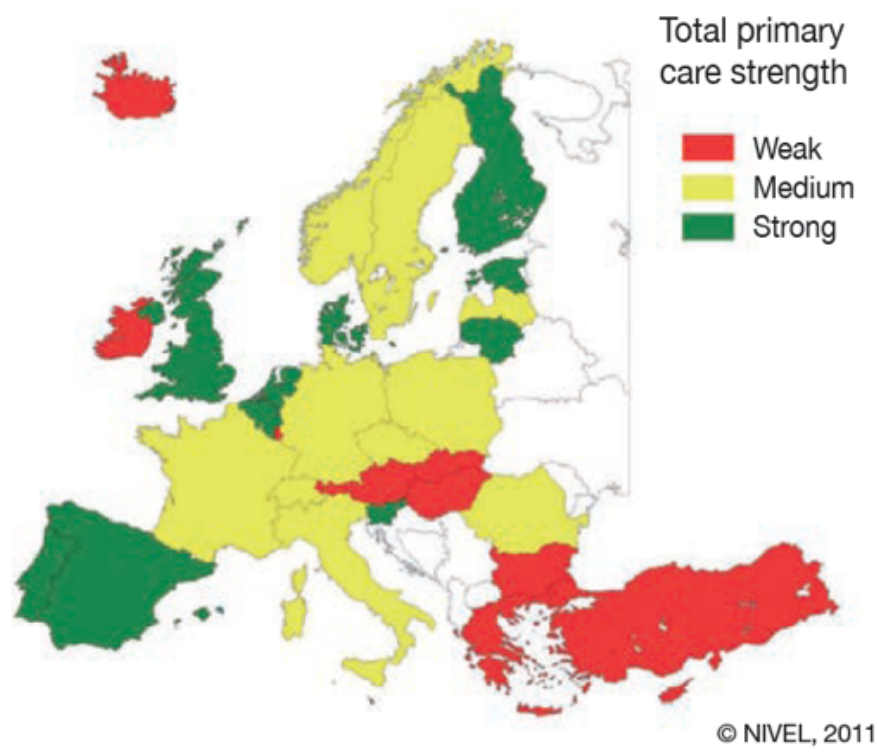 Total primary
care strength
Weak
Medium
Strong
© NIVEL, 2011